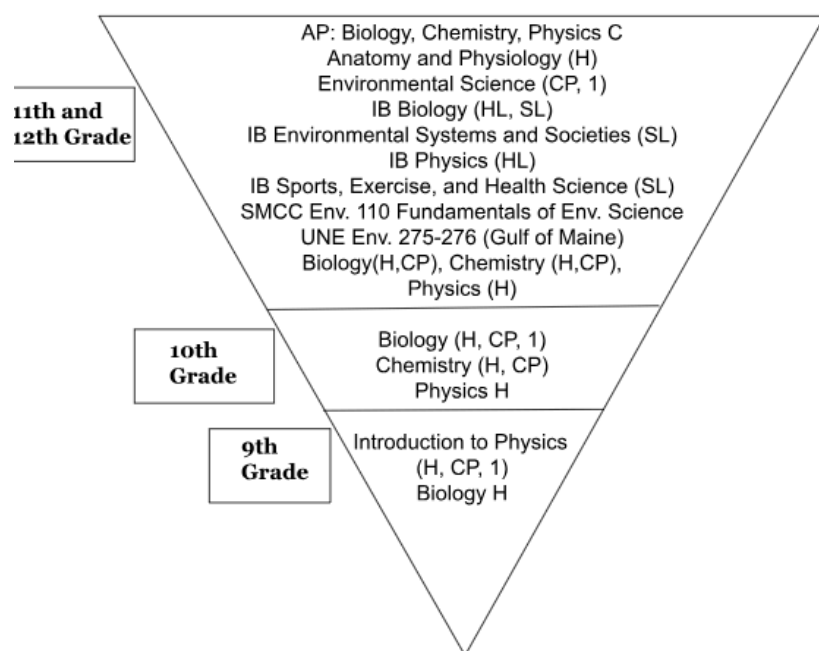 AP: Biology, Chemistry, Physics C
Anatomy and Physiology (H)
Environmental Science (CP, 1)
IB Biology (HL, SL)
IB Environmental Systems and Societies (SL)
IB Physics (HL)
IB Sports, Exercise, and Health Science (SL)
SMCC Env. 110 Fundamentals of Env. Science
UNE Env. 275-276 (Gulf of Maine)
Biology(H,CP), Chemistry (H,CP),
Physics (H)
11th and
12th Grade
Biology (H, CP, 1)
Chemistry (H, CP)
Physics H
10th
Grade
Introduction to Physics
(H, CP, 1)
Biology H
9th
Grade